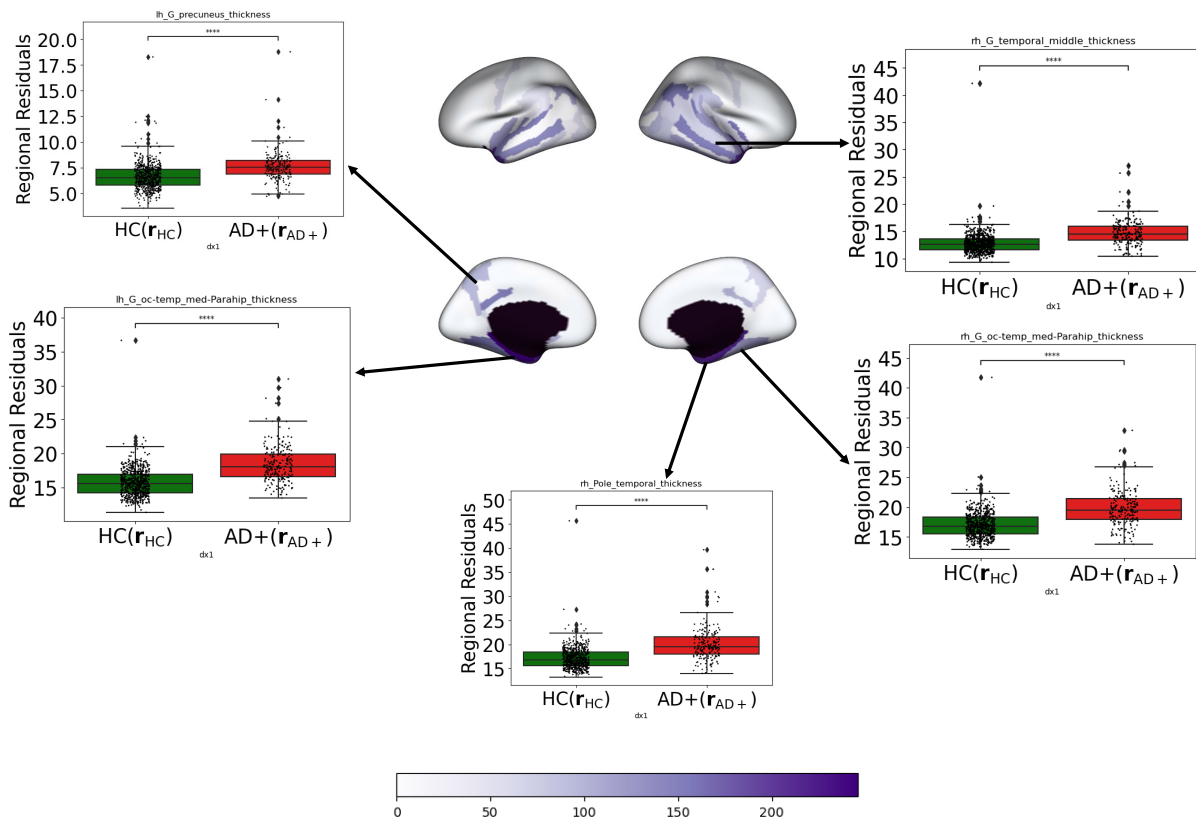 lh_G_precuneus_thickness
****
Regional Residuals
20.0
17.5
15.0
12.5
10.0
7.5
5.0
HC(r_HC) AD+(r_AD+)
dx1
rh_G_temporal_middle_thickness
****
Regional Residuals
45
40
35
30
25
20
15
10
HC(r_HC) AD+(r_AD+)
dx1
lh_G_oc-temp_med-Parahip_thickness
****
Regional Residuals
40
35
30
25
20
15
HC(r_HC) AD+(r_AD+)
dx1
rh_G_oc-temp_med-Parahip_thickness
****
Regional Residuals
45
40
35
30
25
20
15
HC(r_HC) AD+(r_AD+)
dx1
rh_Pole_temporal_thickness
****
Regional Residuals
50
45
40
35
30
25
20
15
HC(r_HC) AD+(r_AD+)
dx1
0 50 100 150 200